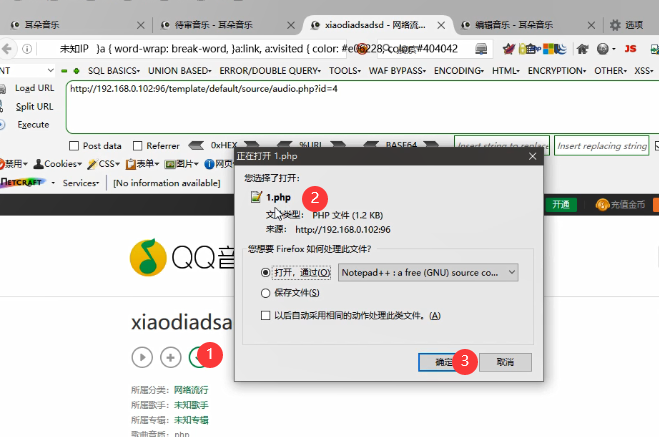 耳朵音乐
待审音乐 - 耳朵音乐
xiaodiadsadsd - 网络流...
编辑音乐 - 耳朵音乐
选项
未知IP }a { word-wrap: break-word, }a:link, a:visited { color: #e06228, color: #404042
JS
NT
SQL BASICS▾ UNION BASED▾ ERROR/DOUBLE QUERY▾ TOOLS▾ WAF BYPASS▾ ENCODING▾ HTML▾ ENCRYPTION▾ OTHER▾ XSS▾
Load URL
http://192.168.0.102:96/template/default/source/audio.php?id=4
Split URL
Execute
Post data Referrer 0xHEX %URL BASE64 Insert string to replace Insert replacing string
禁用▾ Cookies▾ CSS▾ 表单▾ 图片▾ 网页
NETCRAFT▾ Services▾ [No information available]
正在打开 1.php
您选择了打开:
1.php
2
文件类型: PHP 文件 (1.2 KB)
来源: http://192.168.0.102:96
您想要 Firefox 如何处理此文件?
打开，通过(O) Notepad++ : a free (GNU) source co...
保存文件(S)
以后自动采用相同的动作处理此类文件。(A)
确定
3
取消
开通
充值金币
QQ音
xiaodiadsa
1
所属分类: 网络流行
所属歌手: 未知歌手
所属专辑: 未知专辑
歌曲音质: php